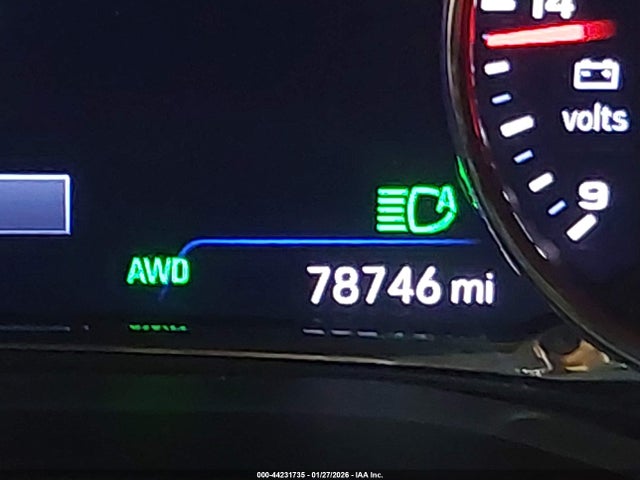 14
volts
9
A
AWD
78746 mi
000-44231735 - 01/27/2026 - IAA Inc.